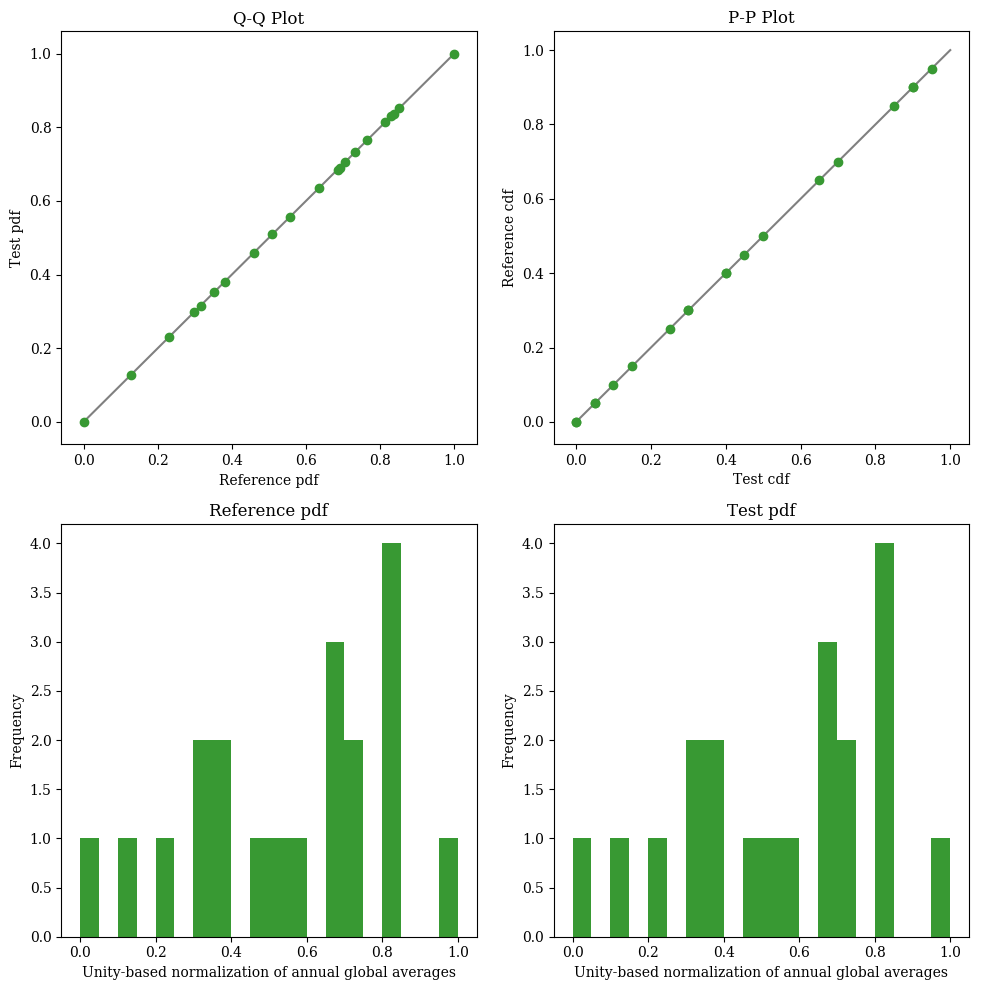 Q-Q Plot
1.0
0.8
0.6
0.4
0.2
0.0
Test pdf
0.0 0.2 0.4 0.6 0.8 1.0
Reference pdf
P-P Plot
1.0
0.8
0.6
0.4
0.2
0.0
Reference cdf
0.0 0.2 0.4 0.6 0.8 1.0
Test cdf
Reference pdf
4.0
3.5
3.0
2.5
2.0
1.5
1.0
0.5
0.0
Frequency
0.0 0.2 0.4 0.6 0.8 1.0
Unity-based normalization of annual global averages
Test pdf
4.0
3.5
3.0
2.5
2.0
1.5
1.0
0.5
0.0
Frequency
0.0 0.2 0.4 0.6 0.8 1.0
Unity-based normalization of annual global averages